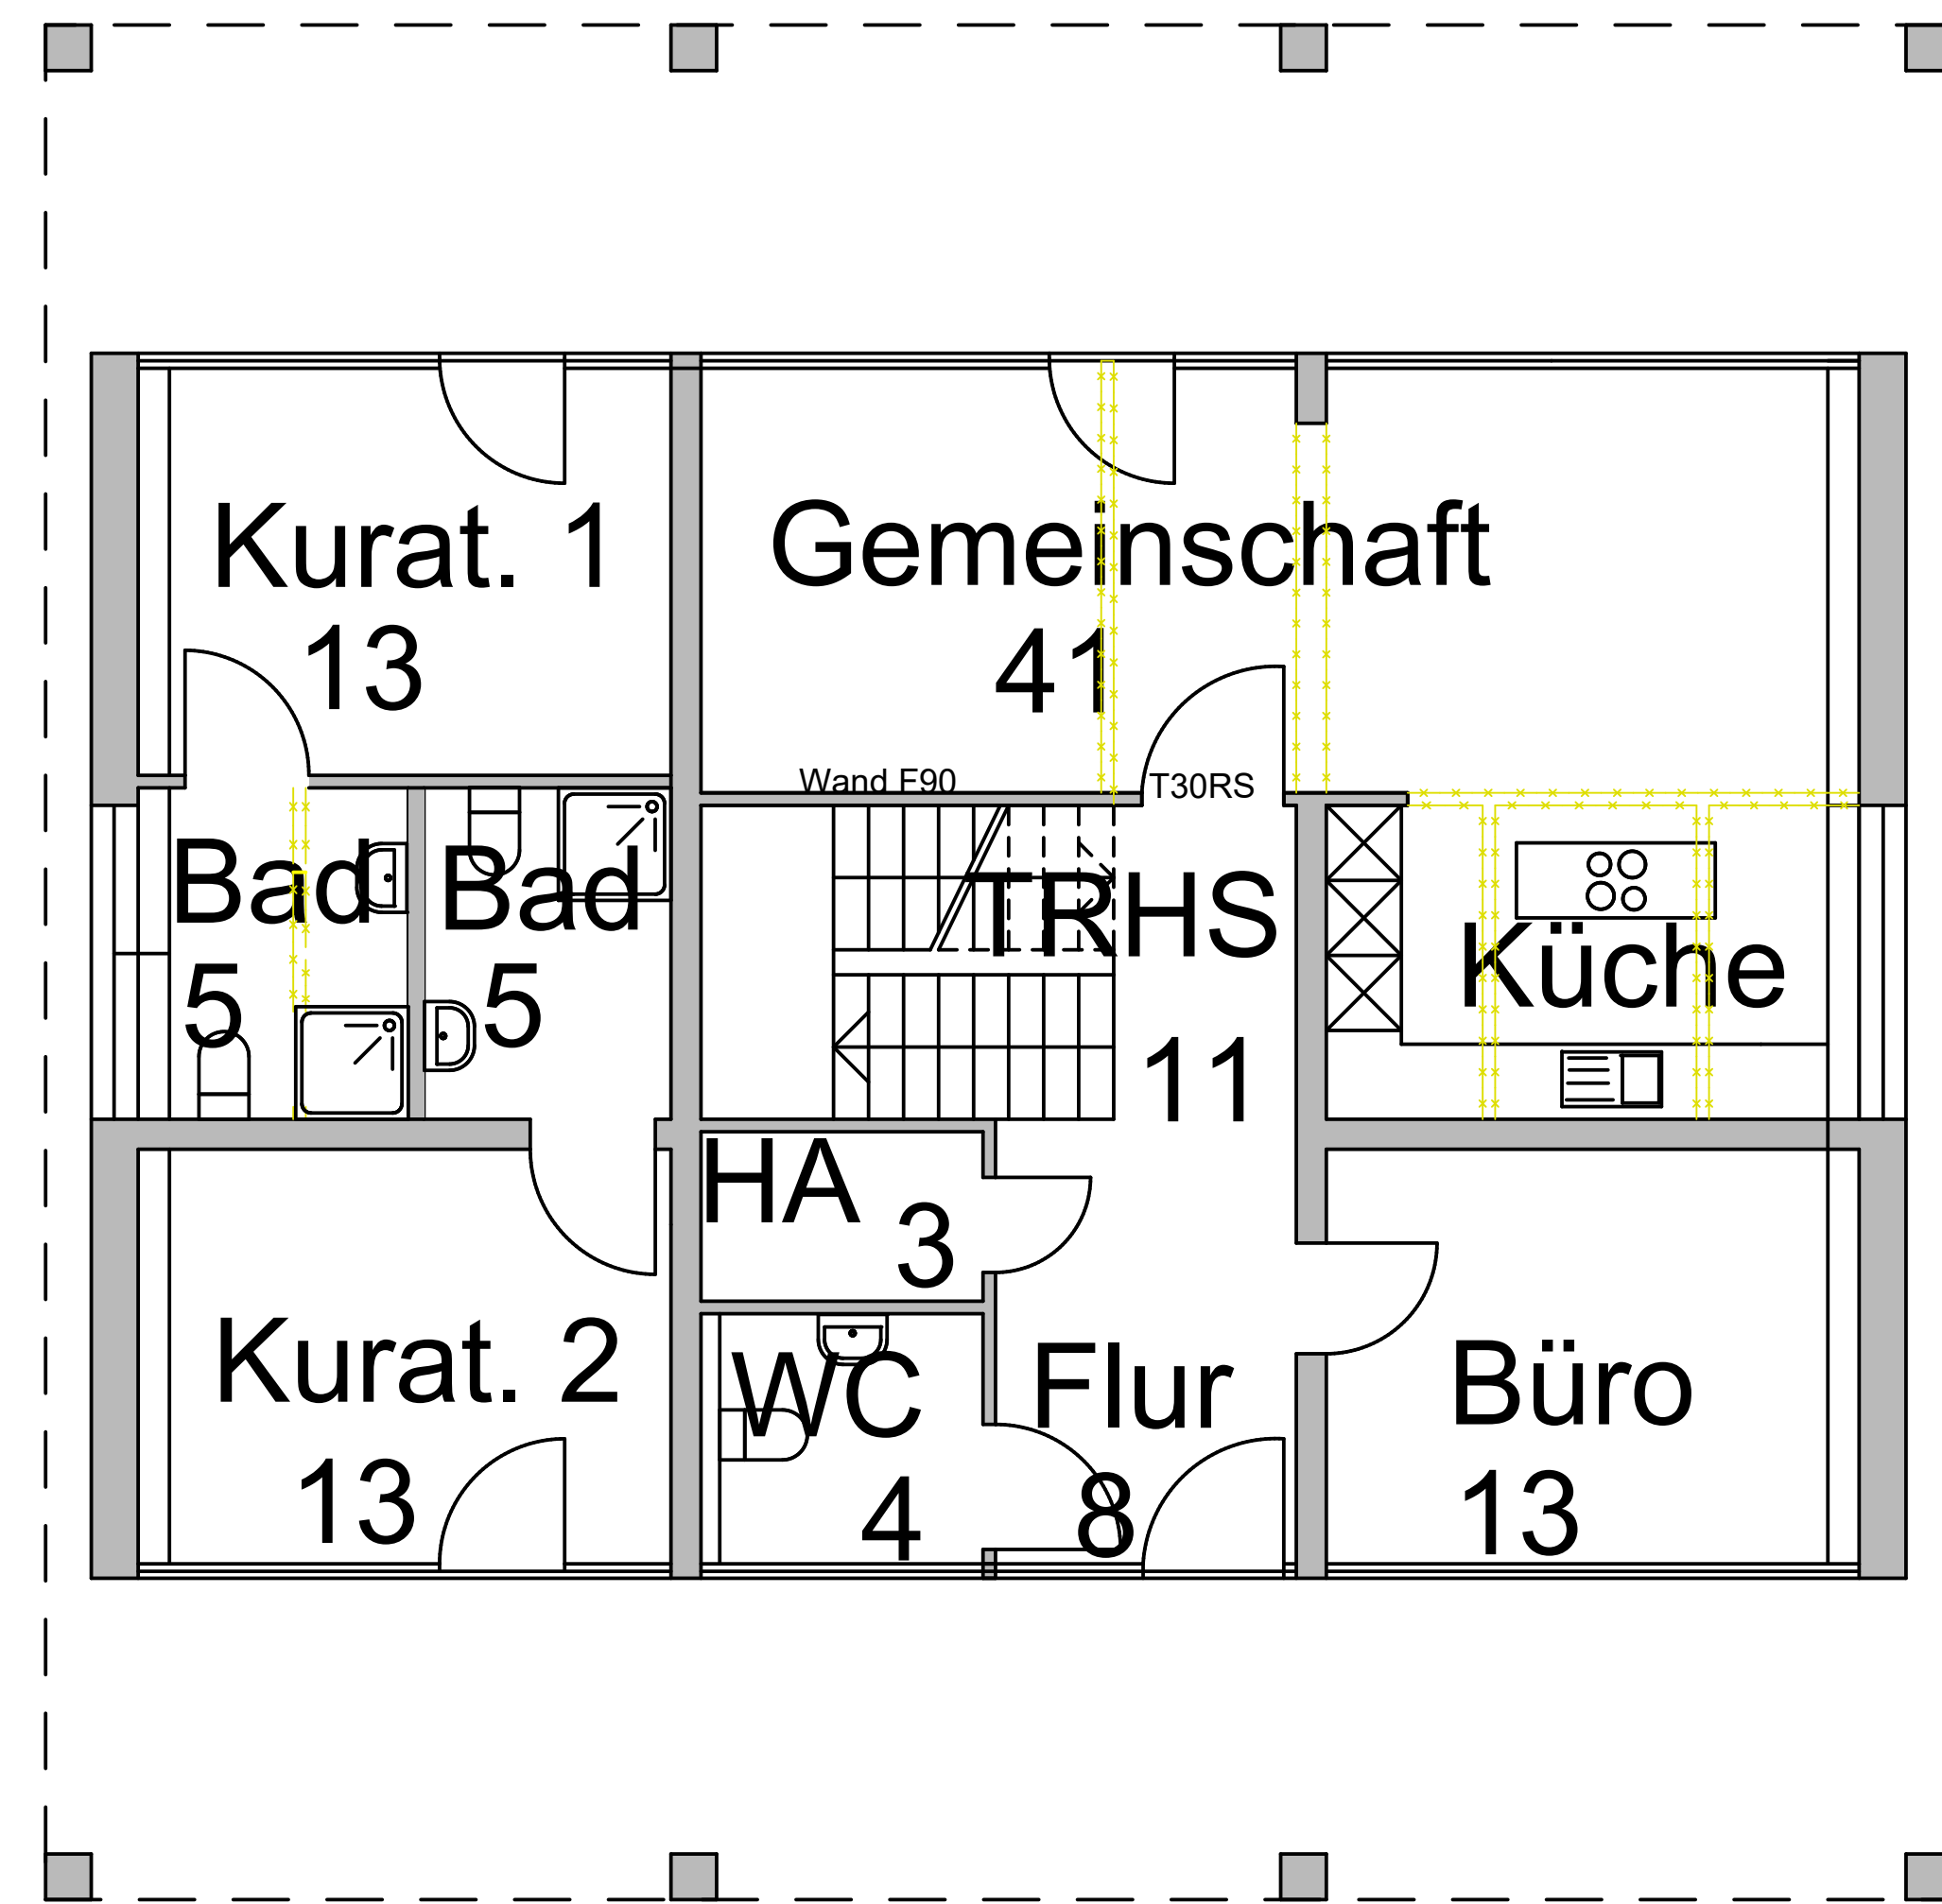 Kurat. 1
13
Gemeinschaft
41
Wand F90
T30RS
Bad
5
Bad
5
TRHS
11
Küche
HA
3
Kurat. 2
13
WC
4
Flur
8
Büro
13